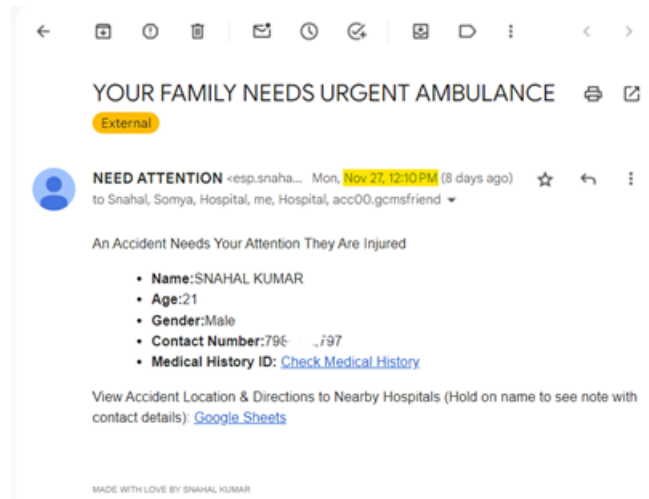 YOUR FAMILY NEEDS URGENT AMBULANCE
External
NEED ATTENTION <esp.snaha... Mon, Nov 27, 12:10 PM (8 days ago)
to Snahal, Somya, Hospital, me, Hospital, acc00.gcmsfriend
An Accident Needs Your Attention They Are Injured
• Name:SNAHAL KUMAR
• Age:21
• Gender:Male
• Contact Number:798 797
• Medical History ID: Check Medical History
View Accident Location & Directions to Nearby Hospitals (Hold on name to see note with
contact details): Google Sheets
MADE WITH LOVE BY SNAHAL KUMAR